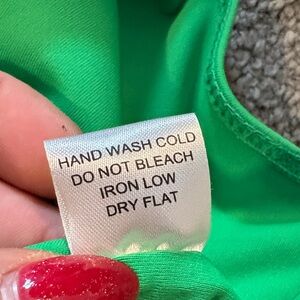 HAND WASH COLD
DO NOT BLEACH
IRON LOW
DRY FLAT